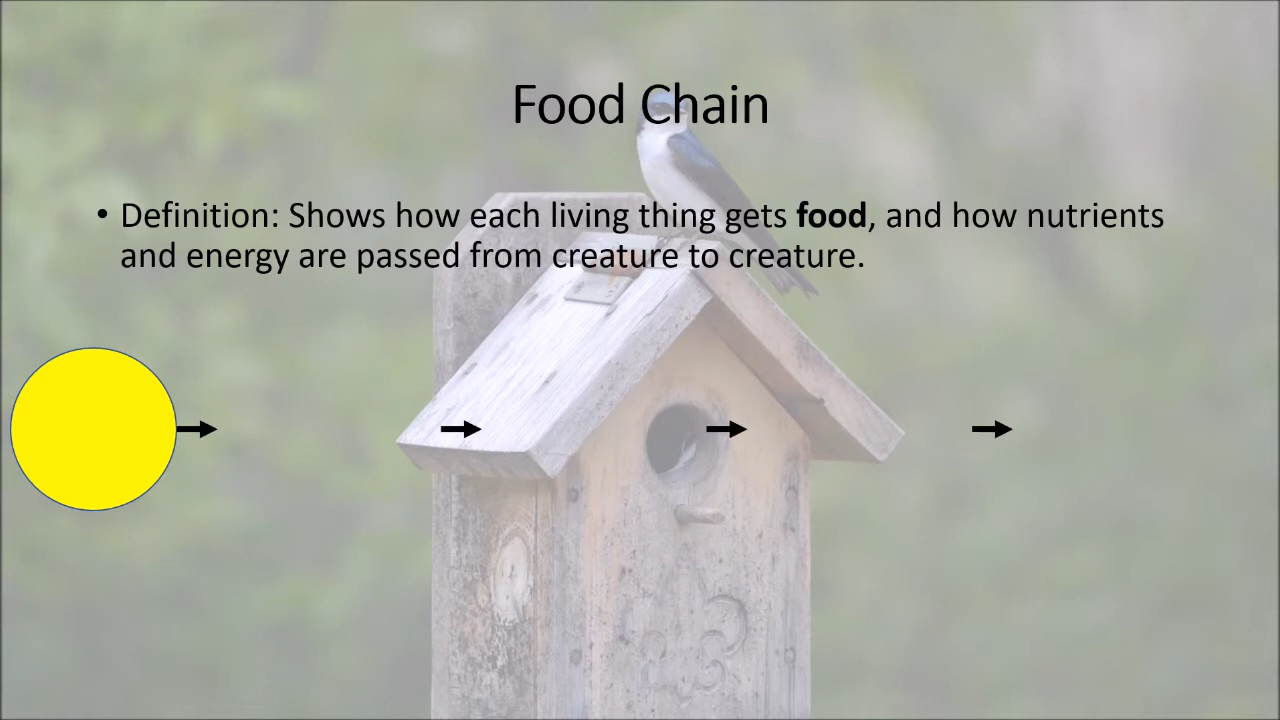 Food Chain
• Definition: Shows how each living thing gets food, and how nutrients
and energy are passed from creature to creature.